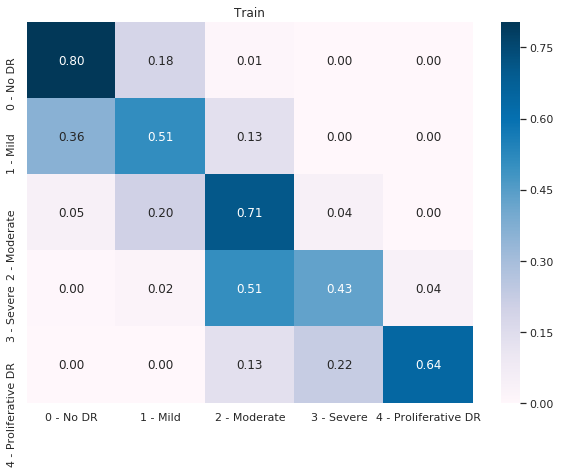 Train
0 - No DR
0.80 0.18 0.01 0.00 0.00
1 - Mild
0.36 0.51 0.13 0.00 0.00
2 - Moderate
0.05 0.20 0.71 0.04 0.00
3 - Severe
0.00 0.02 0.51 0.43 0.04
4 - Proliferative DR
0.00 0.00 0.13 0.22 0.64
0 - No DR 1 - Mild 2 - Moderate 3 - Severe 4 - Proliferative DR
0.75
0.60
0.45
0.30
0.15
0.00